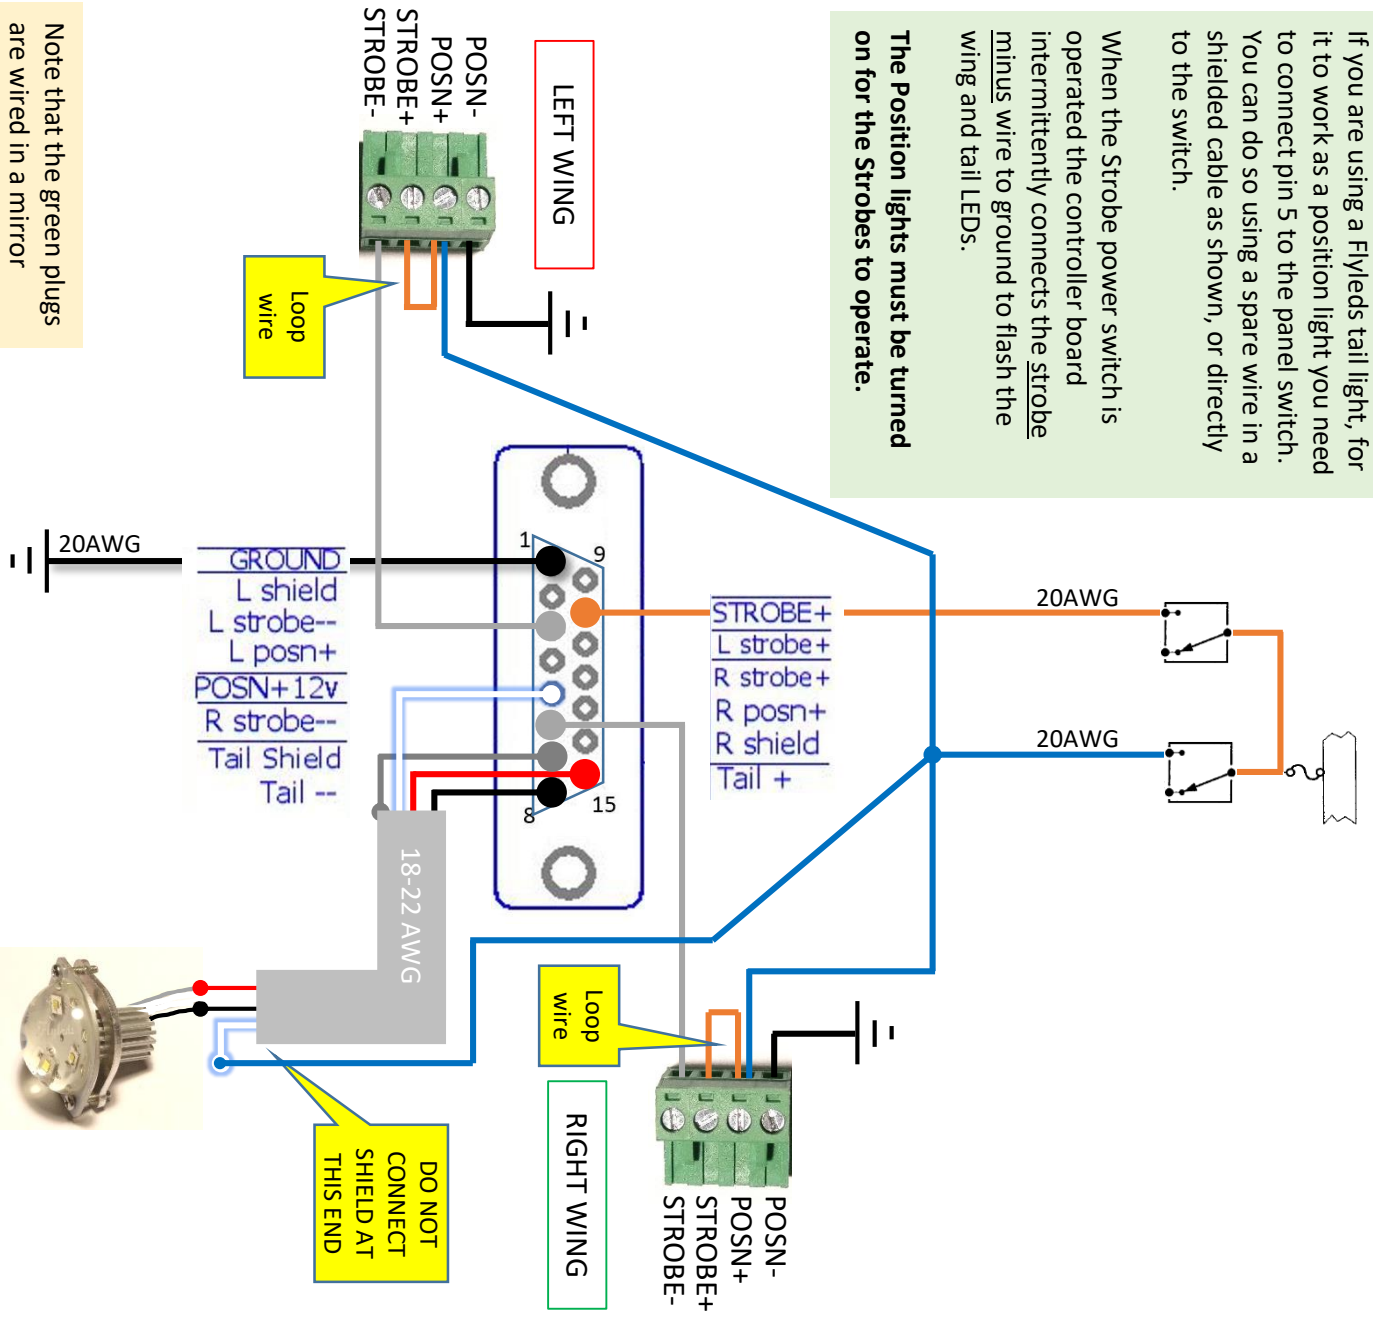 If you are using a Flyleds tail light, for
it to work as a position light you need
to connect pin 5 to the panel switch.
You can do so using a spare wire in a
shielded cable as shown, or directly
to the switch.
When the Strobe power switch is
operated the controller board
intermittently connects the strobe
minus wire to ground to flash the
wing and tail LEDs.
The Position lights must be turned
on for the Strobes to operate.
LEFT WING
POSN-
POSN+
STROBE+
STROBE-
Loop
wire
Note that the green plugs
are wired in a mirror
20AWG
GROUND
L shield
L strobe--
L posn+
POSN+12v
R strobe--
Tail Shield
Tail --
1
9
8
15
STROBE+
L strobe+
R strobe+
R posn+
R shield
Tail +
20AWG
20AWG
18-22 AWG
Loop
wire
RIGHT WING
POSN-
POSN+
STROBE+
STROBE-
DO NOT
CONNECT
SHIELD AT
THIS END